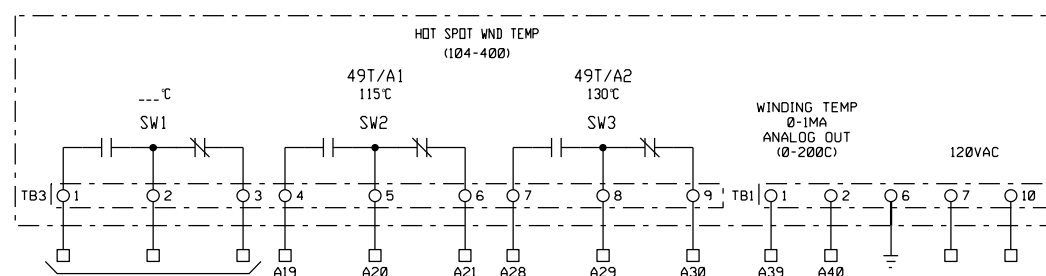 HOT SPOT WND TEMP
(104-400)
___°C
SW1
49T/A1
115°C
SW2
49T/A2
130°C
SW3
WINDING TEMP
0-1MA
ANALOG OUT
(0-200C)
120VAC
TB3 1 2 3 4 5 6 7 8 9
TB1 1 2 6 7 10
A19 A20 A21 A28 A29 A30 A39 A40